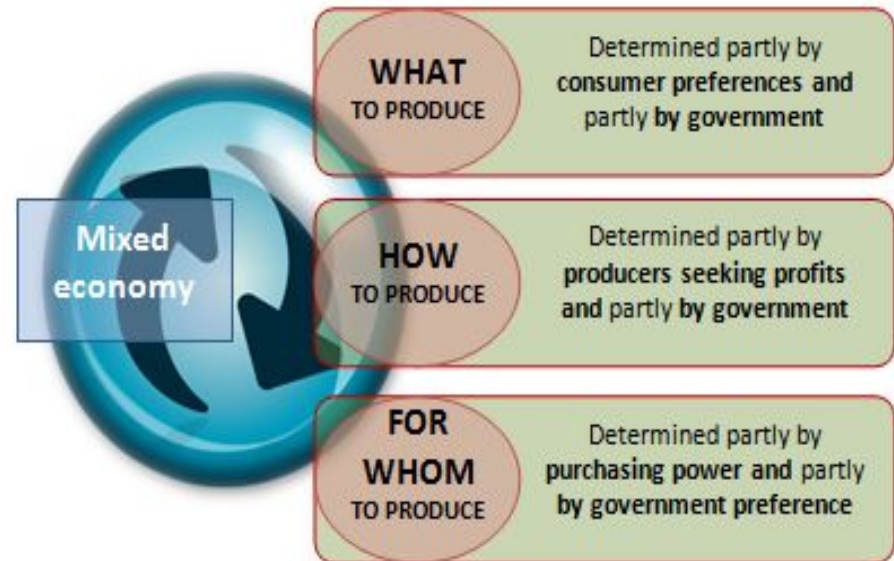 Mixed
economy
WHAT
TO PRODUCE
Determined partly by
consumer preferences and
partly by government
HOW
TO PRODUCE
Determined partly by
producers seeking profits
and partly by government
FOR
WHOM
TO PRODUCE
Determined partly by
purchasing power and partly
by government preference